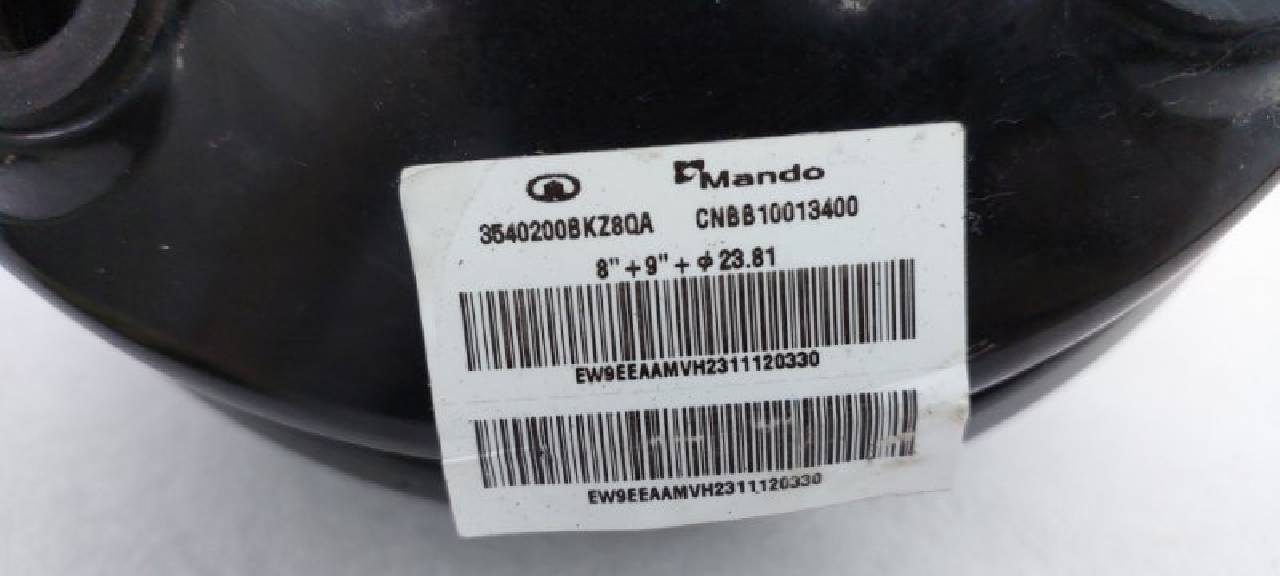 Mando
3540200BKZ8QA CNBB10013400
8"+9"+ϕ23.81
EW9EEAAMVH2311120330
EW9EEAAMVH2311120330